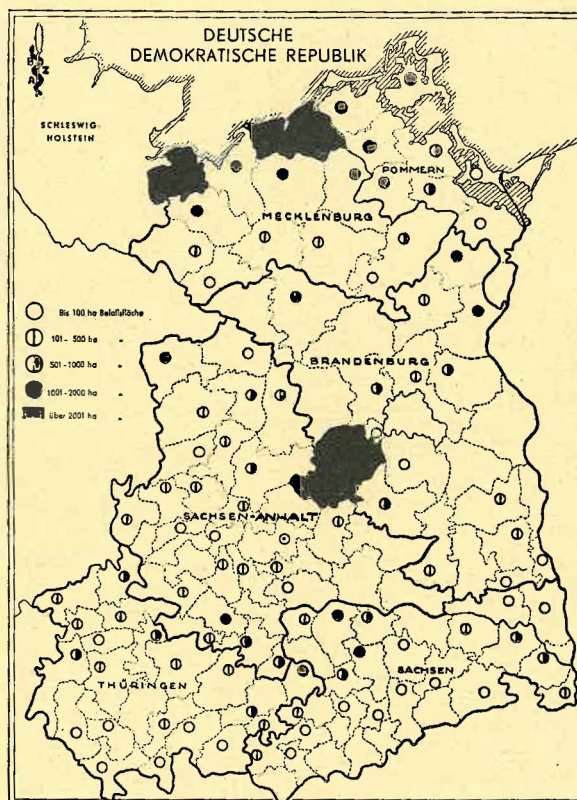 DEUTSCHE
DEMOKRATISCHE REPUBLIK
SCHLESWIG-
HOLSTEIN
POMMERN
MECKLENBURG
Bis 100 ha Befallsfläche
101 - 500 ha "
501 - 1000 ha "
1001 - 2000 ha "
über 2001 ha "
BRANDENBURG
SACHSEN-ANHALT
SACHSEN
THÜRINGEN